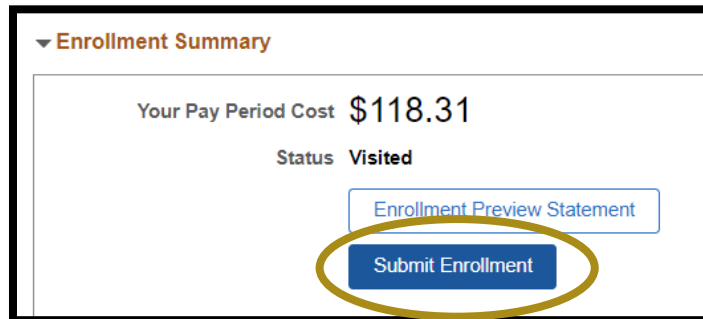 Enrollment Summary
Your Pay Period Cost $118.31
Status Visited
Enrollment Preview Statement
Submit Enrollment